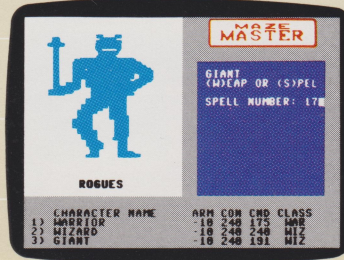 MAZE
MASTER
GIANT
(W)EAP OR (S)PEL
SPELL NUMBER: 17
ROGUES
CHARACTER NAME ARM CON CND CLASS
1) WARRIOR -10 240 175 WAR
2) WIZARD -10 240 240 WIZ
3) GIANT -10 240 191 WIZ